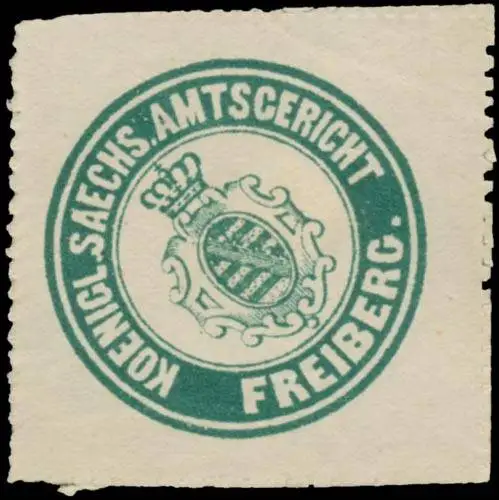 KOENIGL. SAECHS. AMTSGERICHT
FREIBERG.